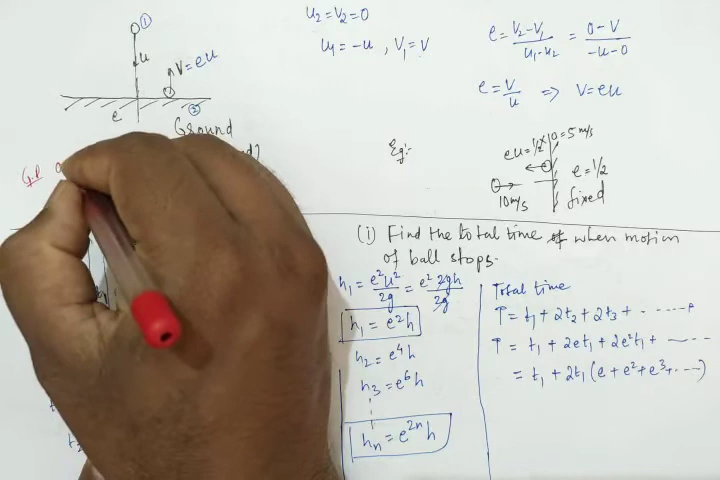 ①
u
V = eu
②
e
Ground
G.P
u₂ = V₂ = 0
u₁ = -u , V₁ = V
e = (V₂ - V₁)/(u₁ - u₂) = (0 - V)/(-u - 0)
e = V/u ⇒ V = eu
Eg:-
eu = 1/2 × 10 = 5 m/s
e = 1/2
10 m/s
fixed
(i) Find the total time when motion
of ball stops.
h₁ = e²u²/2g = e² 2gh/2g
h₁ = e²h
h₂ = e⁴h
h₃ = e⁶h
hₙ = e²ⁿh
Total time
T = t₁ + 2t₂ + 2t₃ + ......
T = t₁ + 2et₁ + 2e²t₁ + ......
= t₁ + 2t₁ (e + e² + e³ + ...)